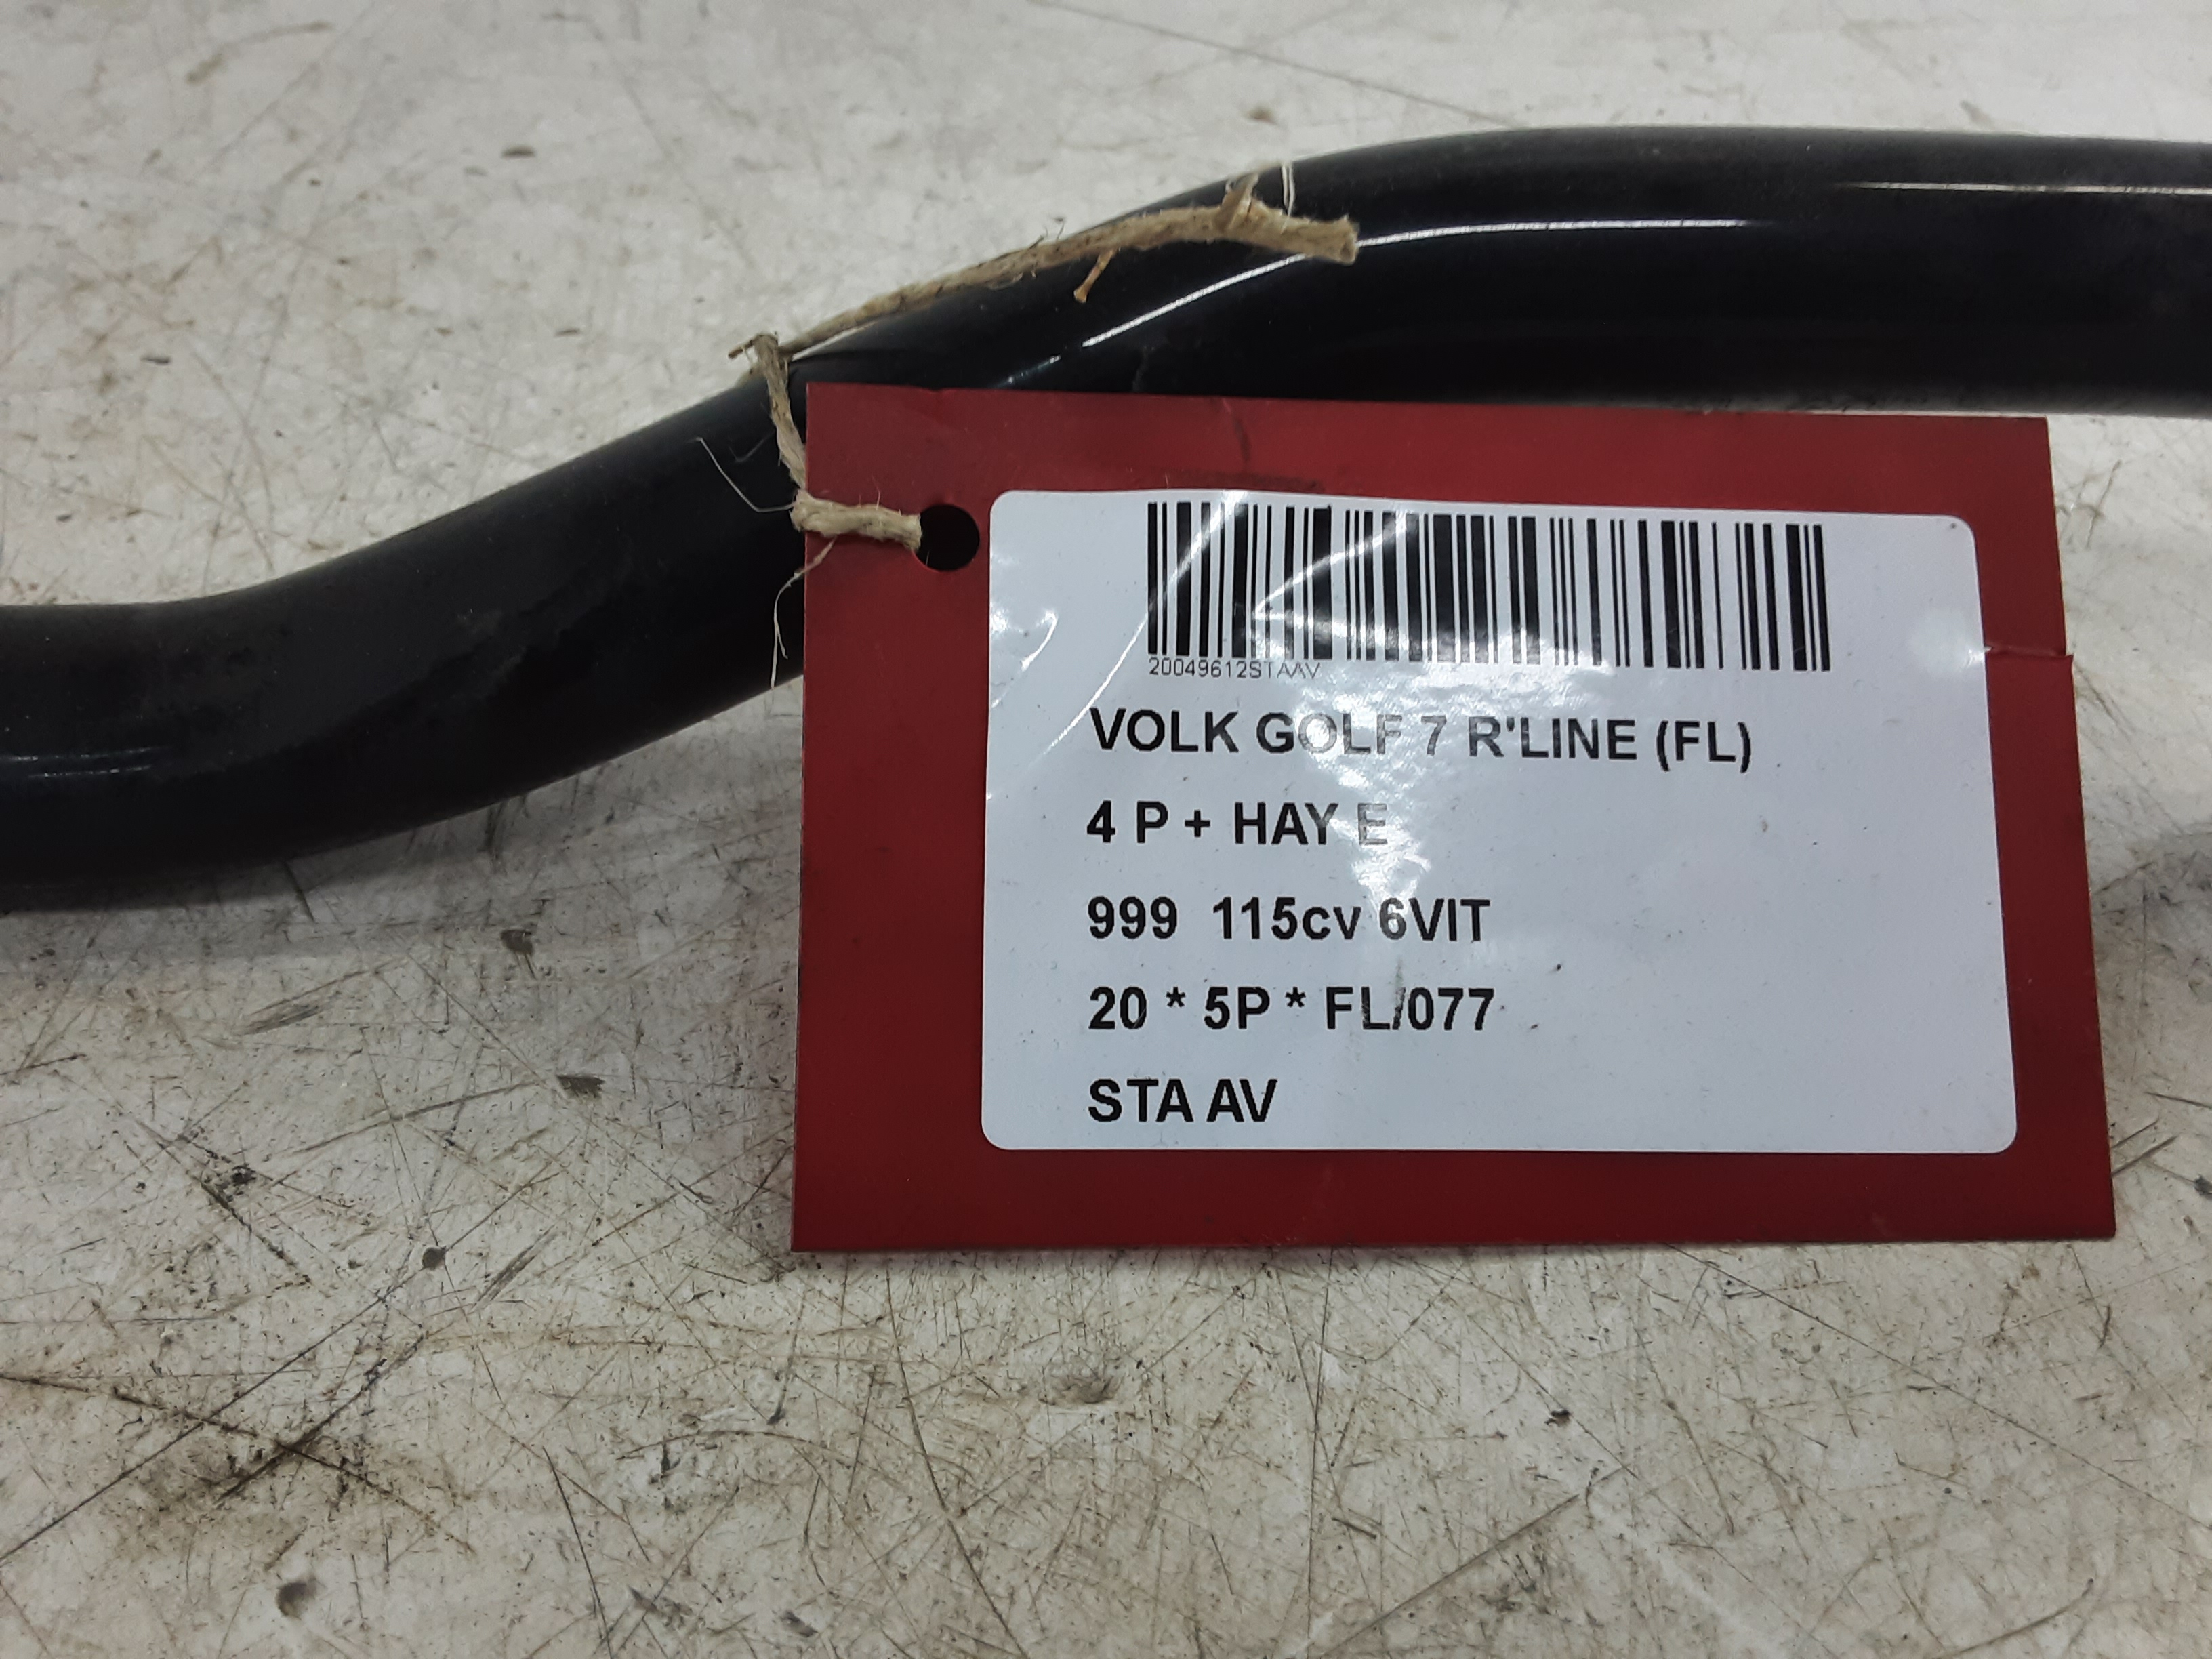 20049612STAAV
VOLK GOLF 7 R'LINE (FL)
4 P + HAY E
999 115cv 6VIT
20 * 5P * FL/077
STA AV